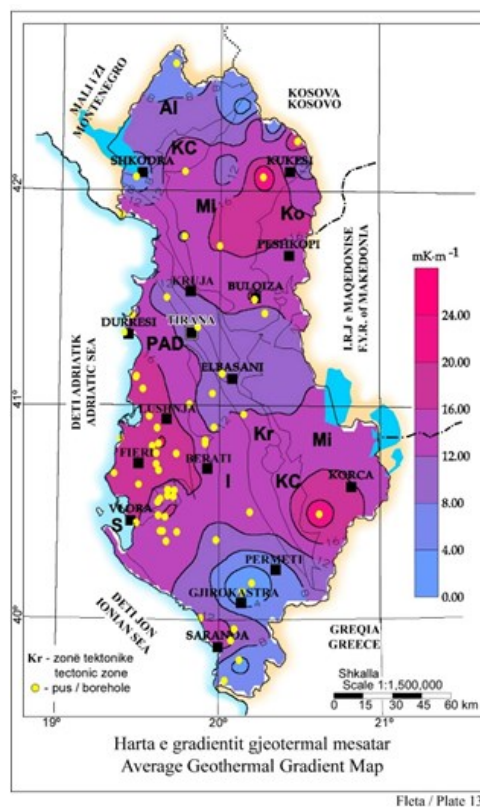 MALI i ZI
MONTENEGRO
KOSOVA
KOSOVO
Al
KC
SHKODRA
KUKESI
42°
Mi
Ko
PESHKOPI
KRUJA
BULQIZA
I.R.J e MAQEDONISE
F.Y.R. of MAKEDONIA
mK·m⁻¹
28.00
24.00
20.00
16.00
12.00
8.00
4.00
0.00
DURRESI
TIRANA
PAD
DETI ADRIATIK
ADRIATIC SEA
ELBASANI
41°
LUSHNJA
Kr
Mi
FIERI
BERATI
I
KC
KORCA
VLORA
S
PERMETI
GJIROKASTRA
40°
DETI JON
IONIAN SEA
SARANDA
GREQIA
GREECE
Kr - zonë tektonike
tectonic zone
- pus / borehole
Shkalla
Scale 1:1,500,000
0 15 30 45 60 km
19°
20°
21°
Harta e gradientit gjeotermal mesatar
Average Geothermal Gradient Map
Fleta / Plate 13